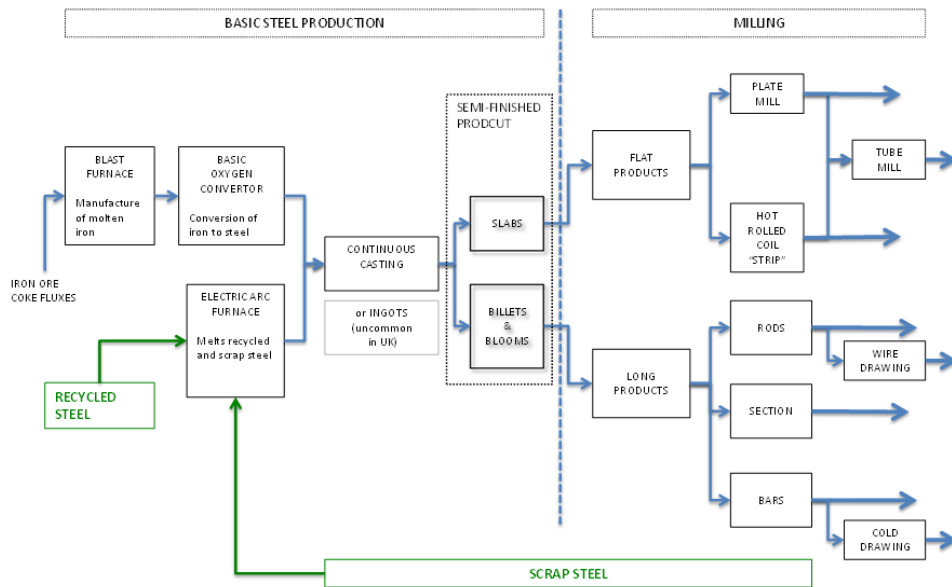 BASIC STEEL PRODUCTION
MILLING
SEMI-FINISHED
PRODCUT
BLAST
FURNACE
Manufacture
of molten
iron
BASIC
OXYGEN
CONVERTOR
Conversion of
iron to steel
IRON ORE
COKE FLUXES
ELECTRIC ARC
FURNACE
Melts recycled
and scrap steel
RECYCLED
STEEL
CONTINUOUS
CASTING
or INGOTS
(uncommon
in UK)
SLABS
BILLETS
&
BLOOMS
FLAT
PRODUCTS
PLATE
MILL
TUBE
MILL
HOT
ROLLED
COIL
"STRIP"
LONG
PRODUCTS
RODS
WIRE
DRAWING
SECTION
BARS
COLD
DRAWING
SCRAP STEEL